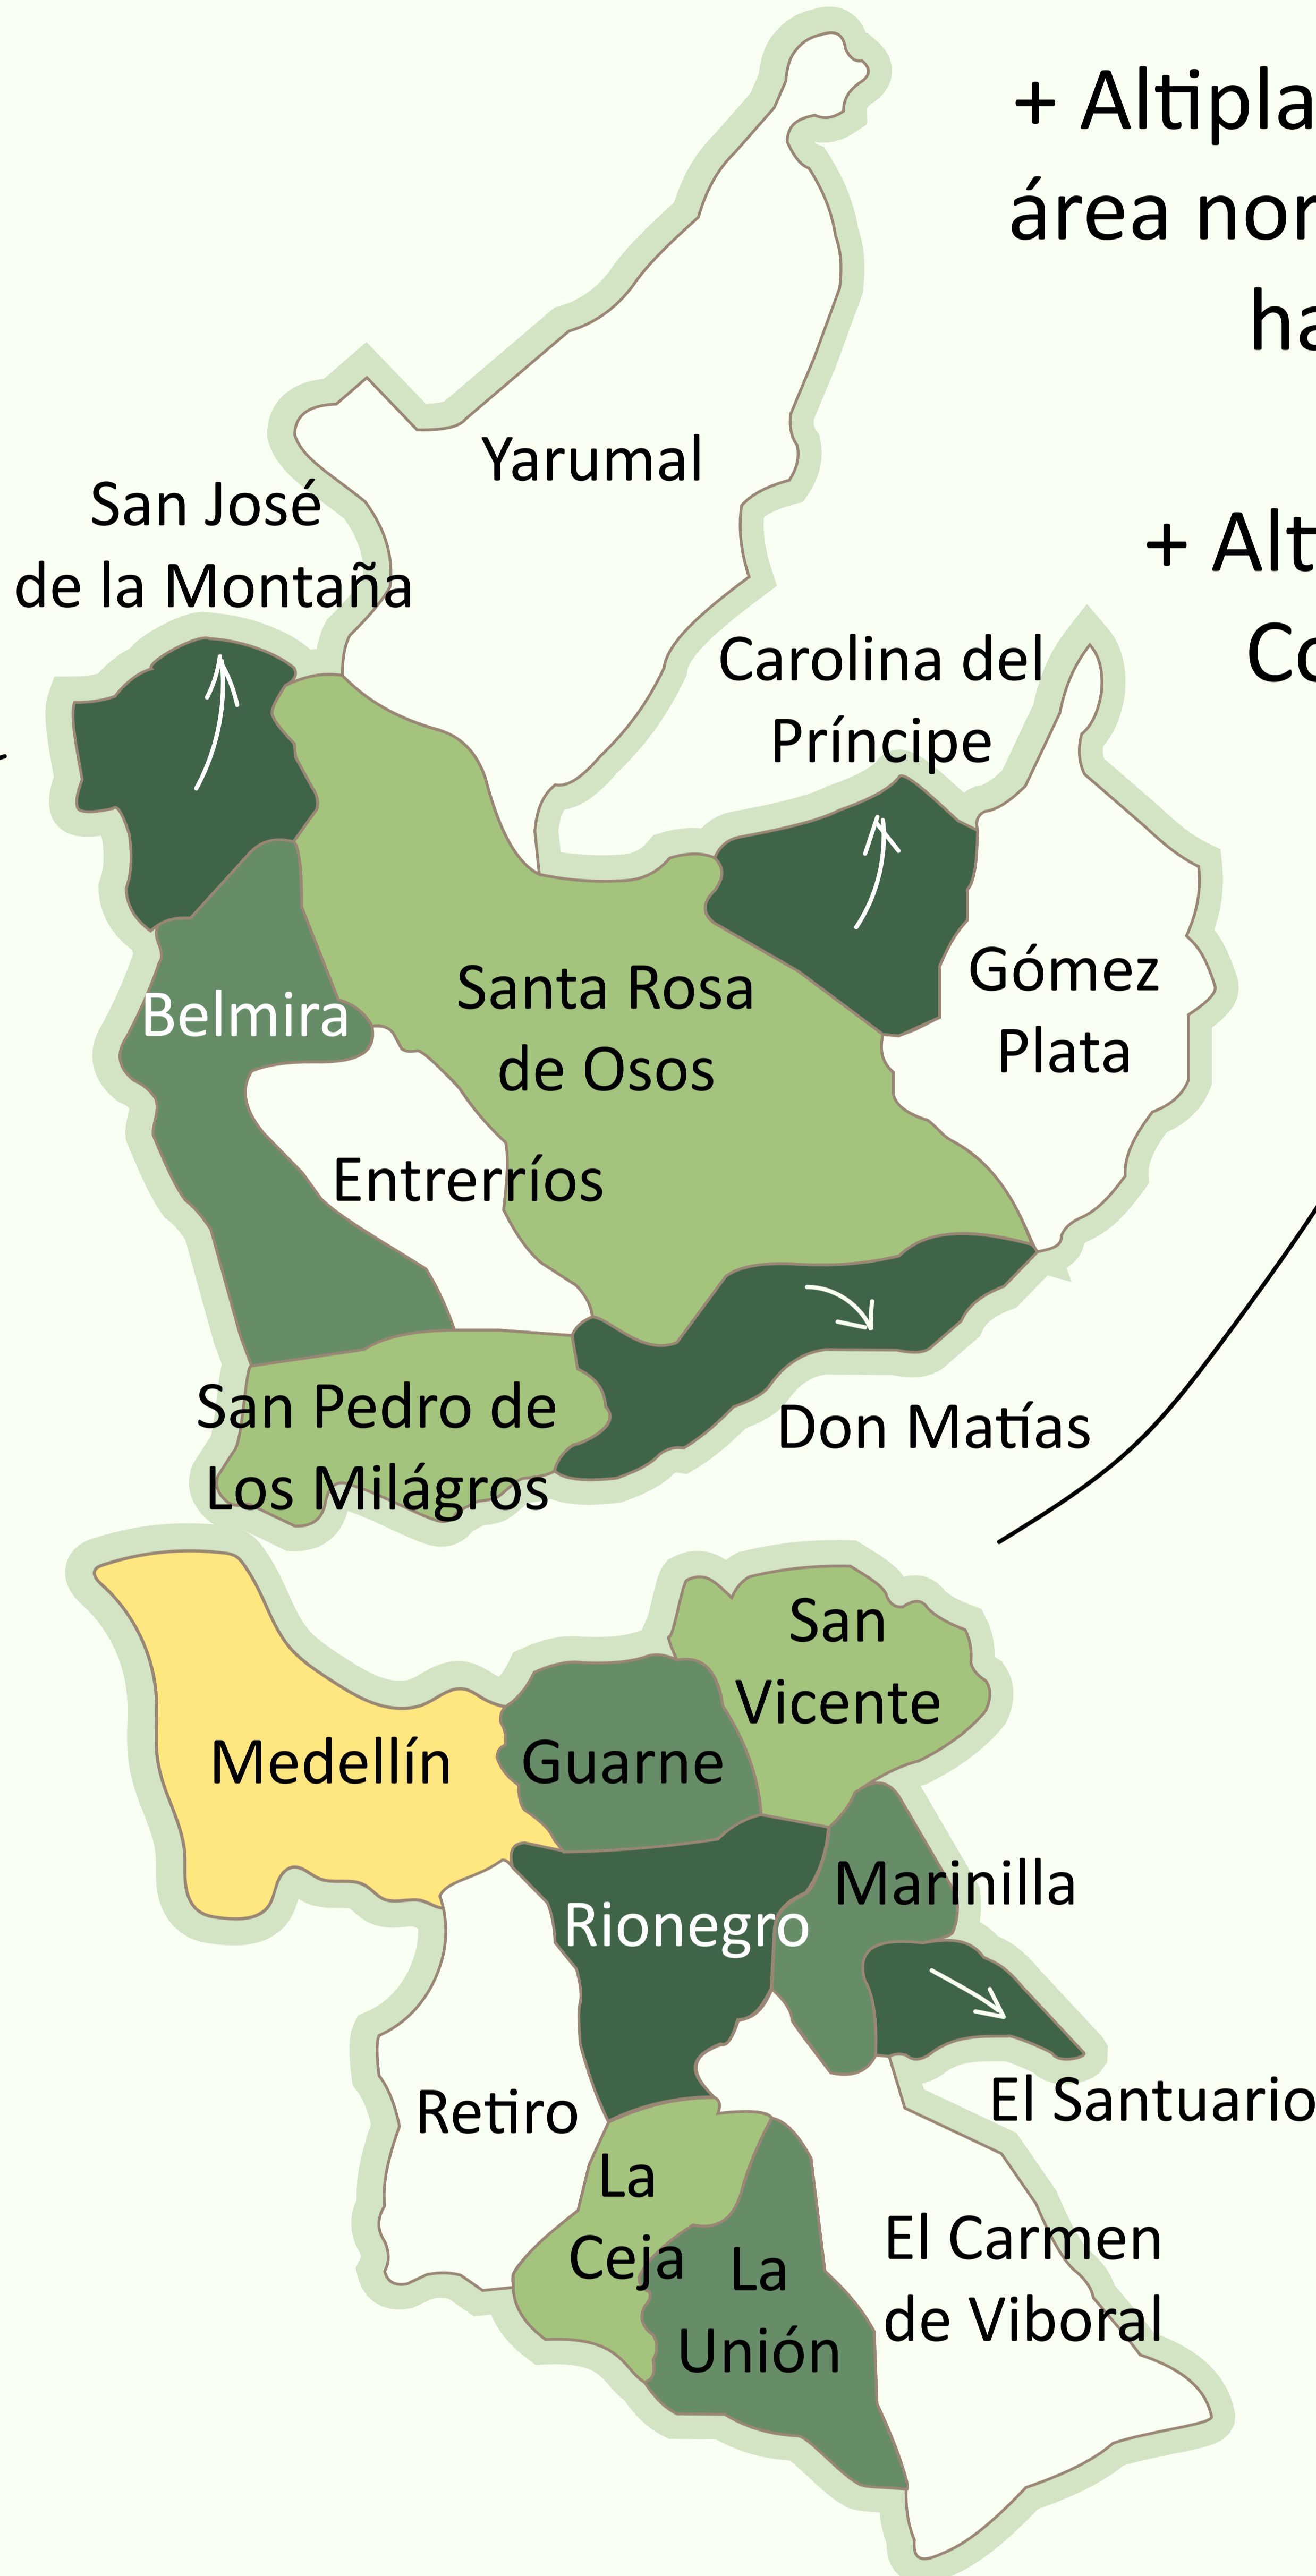 + Altipla
área nor
ha
Yarumal
San José
de la Montaña
+ Alt
Co
Carolina del
Príncipe
Gómez
Plata
Santa Rosa
de Osos
Belmira
Entrerríos
San Pedro de
Los Milágros
Don Matías
San
Vicente
Medellín
Guarne
Marinilla
Rionegro
El Santuario
Retiro
La
Ceja
La
Unión
El Carmen
de Viboral